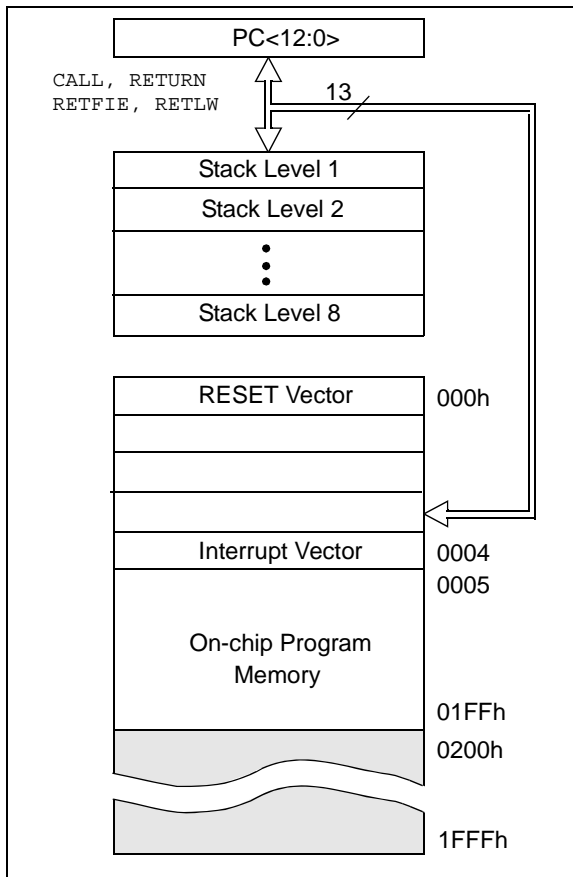 PC<12:0>
CALL, RETURN
RETFIE, RETLW
13
Stack Level 1
Stack Level 2
Stack Level 8
RESET Vector
000h
Interrupt Vector
0004
0005
On-chip Program
Memory
01FFh
0200h
1FFFh